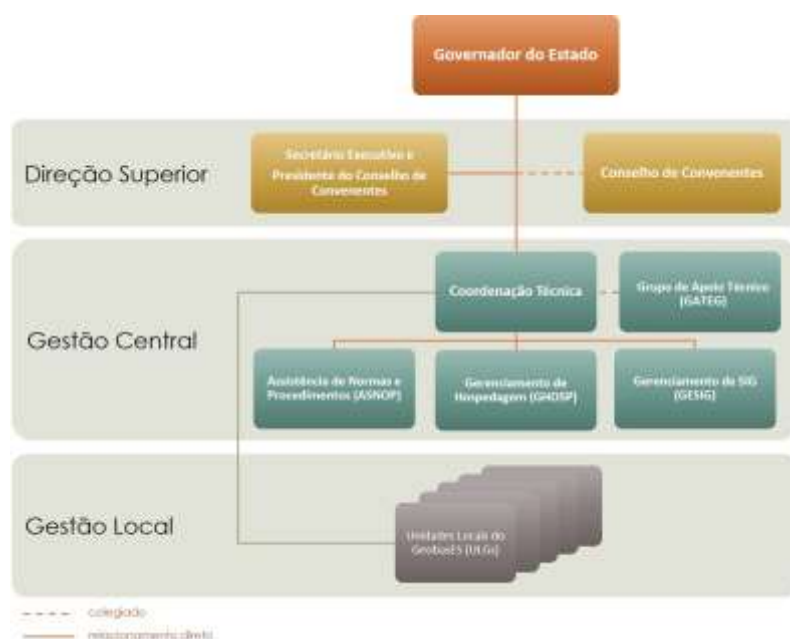 Governador do Estado
Direção Superior
Secretário Executivo e
Presidente do Conselho de
Convenentes
Conselho de Convenentes
Gestão Central
Coordenação Técnica
Grupo de Apoio Técnico
(GATEG)
Assistência de Normas e
Procedimentos (ASNOP)
Gerenciamento de
Hospedagem (GHOSP)
Gerenciamento de SIG
(GESIG)
Gestão Local
Unidades Locais do
GeobasES (ULGs)
colegiado
relacionamento direto